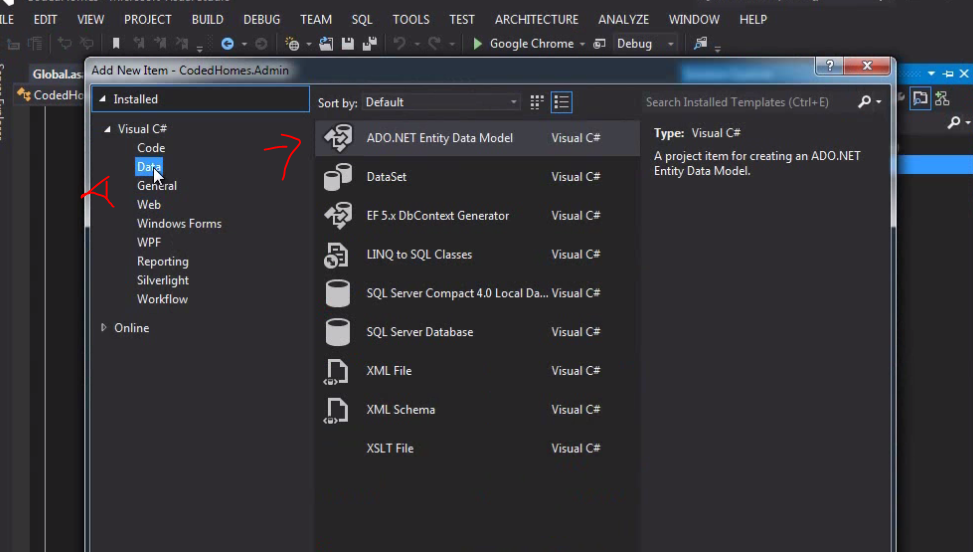 EDIT VIEW PROJECT BUILD DEBUG TEAM SQL TOOLS TEST ARCHITECTURE ANALYZE WINDOW HELP
Google Chrome Debug
Add New Item - CodedHomes.Admin
?
Installed
Sort by: Default
Search Installed Templates (Ctrl+E)
Visual C#
Code
Data
General
Web
Windows Forms
WPF
Reporting
Silverlight
Workflow
Online
ADO.NET Entity Data Model Visual C#
DataSet Visual C#
EF 5.x DbContext Generator Visual C#
LINQ to SQL Classes Visual C#
SQL Server Compact 4.0 Local Da... Visual C#
SQL Server Database Visual C#
XML File Visual C#
XML Schema Visual C#
XSLT File Visual C#
Type: Visual C#
A project item for creating an ADO.NET
Entity Data Model.